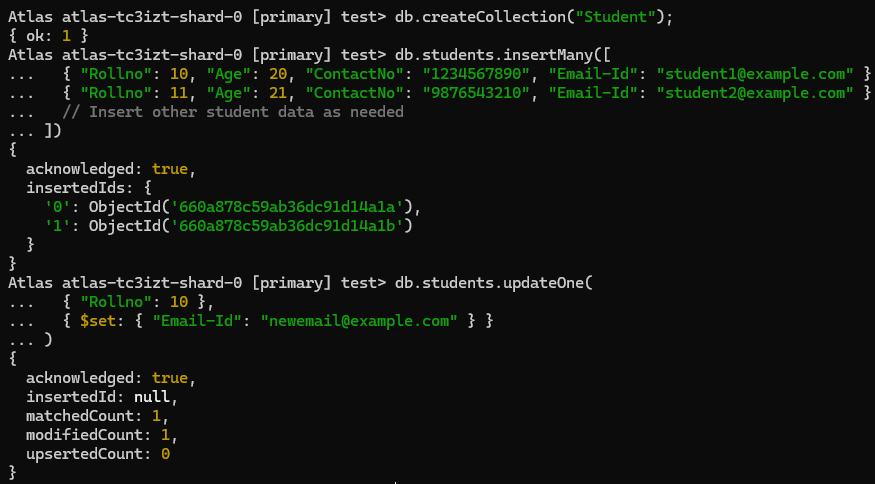 Atlas atlas-tc3izt-shard-0 [primary] test> db.createCollection("Student");
{ ok: 1 }
Atlas atlas-tc3izt-shard-0 [primary] test> db.students.insertMany([
...   { "Rollno": 10, "Age": 20, "ContactNo": "1234567890", "Email-Id": "student1@example.com" }
...   { "Rollno": 11, "Age": 21, "ContactNo": "9876543210", "Email-Id": "student2@example.com" }
...   // Insert other student data as needed
... ])
{
  acknowledged: true,
  insertedIds: {
    '0': ObjectId('660a878c59ab36dc91d14a1a'),
    '1': ObjectId('660a878c59ab36dc91d14a1b')
  }
}
Atlas atlas-tc3izt-shard-0 [primary] test> db.students.updateOne(
...   { "Rollno": 10 },
...   { $set: { "Email-Id": "newemail@example.com" } }
... )
{
  acknowledged: true,
  insertedId: null,
  matchedCount: 1,
  modifiedCount: 1,
  upsertedCount: 0
}